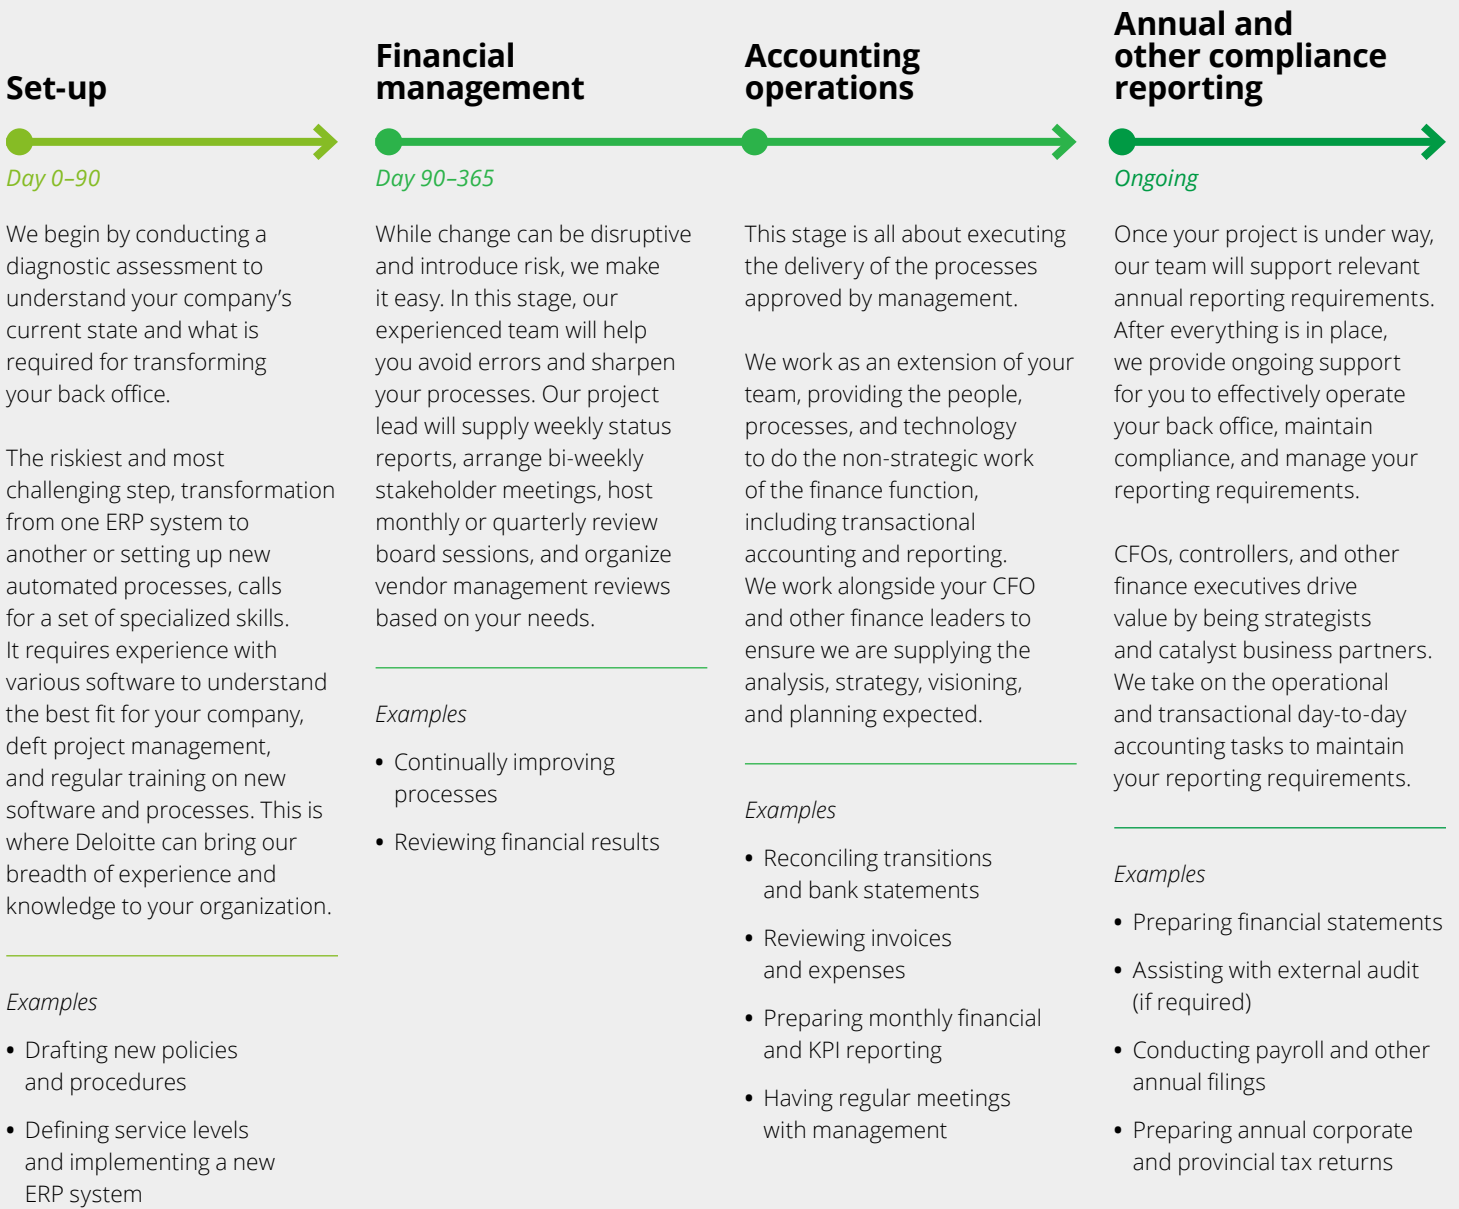 Set-up
Day 0–90
We begin by conducting a
diagnostic assessment to
understand your company’s
current state and what is
required for transforming
your back office.
The riskiest and most
challenging step, transformation
from one ERP system to
another or setting up new
automated processes, calls
for a set of specialized skills.
It requires experience with
various software to understand
the best fit for your company,
deft project management,
and regular training on new
software and processes. This is
where Deloitte can bring our
breadth of experience and
knowledge to your organization.
Examples
• Drafting new policies
and procedures
• Defining service levels
and implementing a new
ERP system
Financial
management
Day 90–365
While change can be disruptive
and introduce risk, we make
it easy. In this stage, our
experienced team will help
you avoid errors and sharpen
your processes. Our project
lead will supply weekly status
reports, arrange bi-weekly
stakeholder meetings, host
monthly or quarterly review
board sessions, and organize
vendor management reviews
based on your needs.
Examples
• Continually improving
processes
• Reviewing financial results
Accounting
operations
This stage is all about executing
the delivery of the processes
approved by management.
We work as an extension of your
team, providing the people,
processes, and technology
to do the non-strategic work
of the finance function,
including transactional
accounting and reporting.
We work alongside your CFO
and other finance leaders to
ensure we are supplying the
analysis, strategy, visioning,
and planning expected.
Examples
• Reconciling transitions
and bank statements
• Reviewing invoices
and expenses
• Preparing monthly financial
and KPI reporting
• Having regular meetings
with management
Annual and
other compliance
reporting
Ongoing
Once your project is under way,
our team will support relevant
annual reporting requirements.
After everything is in place,
we provide ongoing support
for you to effectively operate
your back office, maintain
compliance, and manage your
reporting requirements.
CFOs, controllers, and other
finance executives drive
value by being strategists
and catalyst business partners.
We take on the operational
and transactional day-to-day
accounting tasks to maintain
your reporting requirements.
Examples
• Preparing financial statements
• Assisting with external audit
(if required)
• Conducting payroll and other
annual filings
• Preparing annual corporate
and provincial tax returns